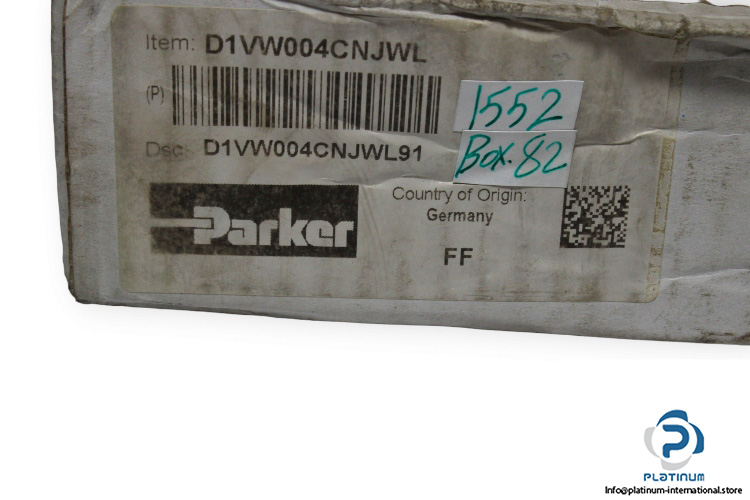 Item: D1VW004CNJWL
(P)
1552
Dsc: D1VW004CNJWL91
Box. 82
Parker
Country of Origin:
Germany
FF
PLATINUM
Info@platinum-international.store